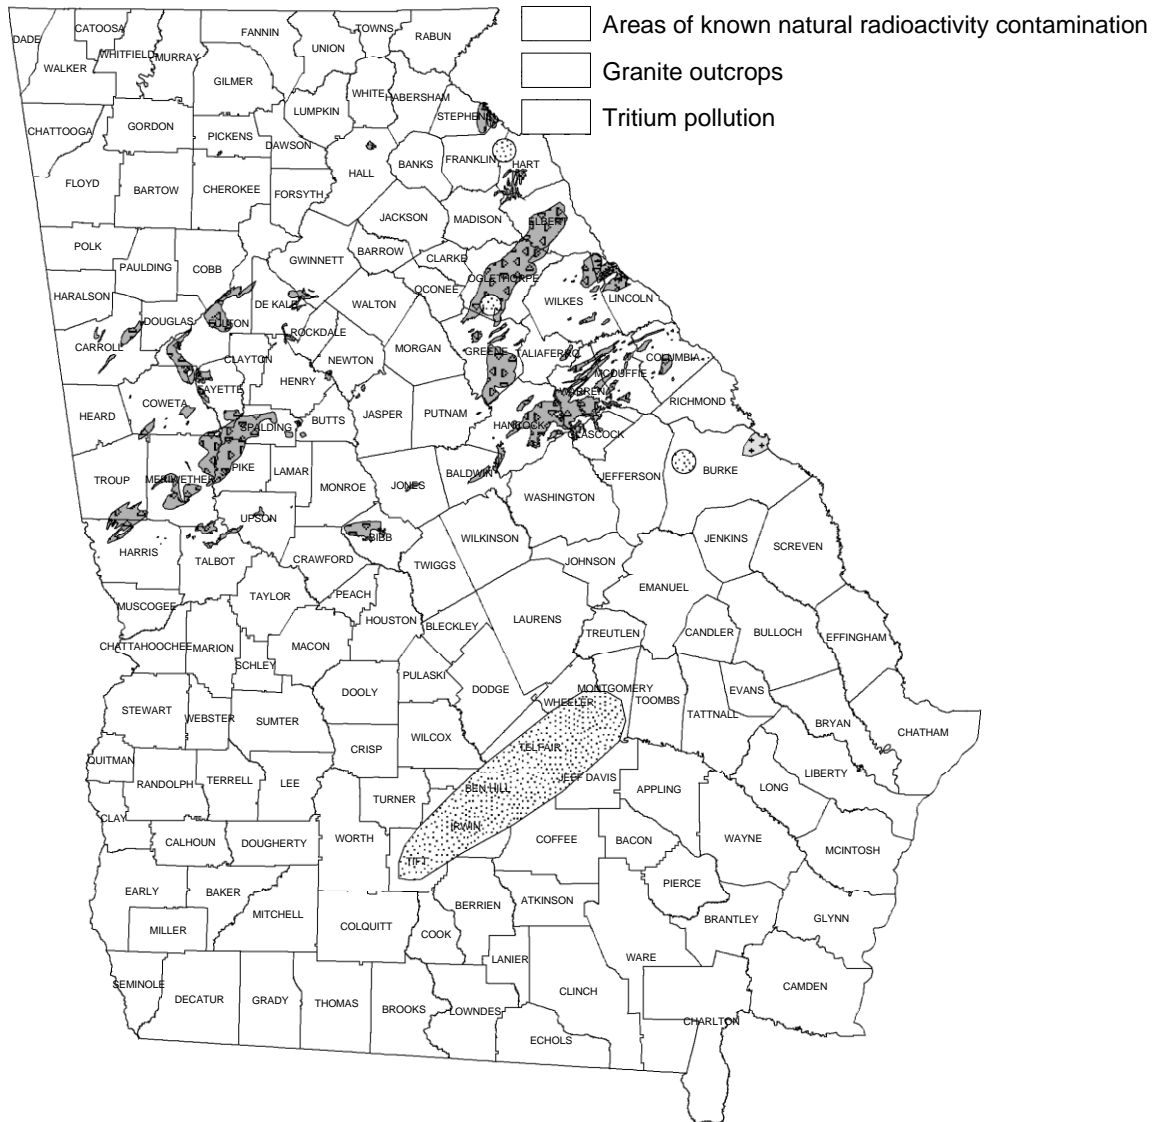 Areas of known natural radioactivity contamination
Granite outcrops
Tritium pollution
DADE
CATOOSA
WHITFIELD
MURRAY
FANNIN
UNION
TOWNS
RABUN
WALKER
GILMER
WHITE
HABERSHAM
LUMPKIN
STEPHENS
CHATTOOGA
GORDON
PICKENS
DAWSON
BANKS
FRANKLIN
HART
HALL
FLOYD
BARTOW
CHEROKEE
FORSYTH
JACKSON
MADISON
ELBERT
POLK
PAULDING
COBB
GWINNETT
BARROW
CLARKE
OGLETHORPE
OCONEE
HARALSON
DE KALB
WALTON
WILKES
LINCOLN
DOUGLAS
FULTON
ROCKDALE
CARROLL
CLAYTON
NEWTON
MORGAN
GREENE
TALIAFERRO
COLUMBIA
MCDUFFIE
FAYETTE
HENRY
WARREN
HEARD
COWETA
BUTTS
JASPER
PUTNAM
RICHMOND
SPALDING
HANCOCK
GLASCOCK
TROUP
MERIWETHER
PIKE
LAMAR
MONROE
JONES
BALDWIN
WASHINGTON
JEFFERSON
BURKE
UPSON
BIBB
WILKINSON
JENKINS
SCREVEN
HARRIS
TALBOT
CRAWFORD
TWIGGS
JOHNSON
EMANUEL
MUSCOGEE
TAYLOR
PEACH
HOUSTON
BLECKLEY
LAURENS
TREUTLEN
CANDLER
BULLOCH
EFFINGHAM
CHATTAHOOCHEE
MARION
MACON
SCHLEY
PULASKI
DOOLY
DODGE
MONTGOMERY
WHEELER
TOOMBS
EVANS
TATTNALL
STEWART
WEBSTER
SUMTER
BRYAN
CHATHAM
CRISP
WILCOX
TELFAIR
QUITMAN
RANDOLPH
TERRELL
LEE
TURNER
BEN HILL
JEFF DAVIS
APPLING
LONG
LIBERTY
CLAY
CALHOUN
DOUGHERTY
WORTH
IRWIN
TIFT
COFFEE
BACON
WAYNE
MCINTOSH
EARLY
BAKER
MITCHELL
COLQUITT
BERRIEN
ATKINSON
PIERCE
BRANTLEY
GLYNN
MILLER
COOK
LANIER
WARE
SEMINOLE
DECATUR
GRADY
THOMAS
BROOKS
LOWNDES
CLINCH
CAMDEN
ECHOLS
CHARLTON